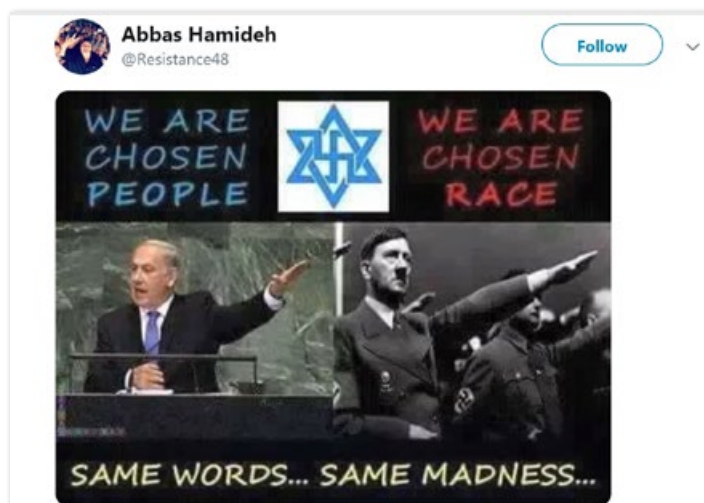 Abbas Hamideh
@Resistance48
Follow
WE ARE
CHOSEN
PEOPLE
WE ARE
CHOSEN
RACE
SAME WORDS... SAME MADNESS...